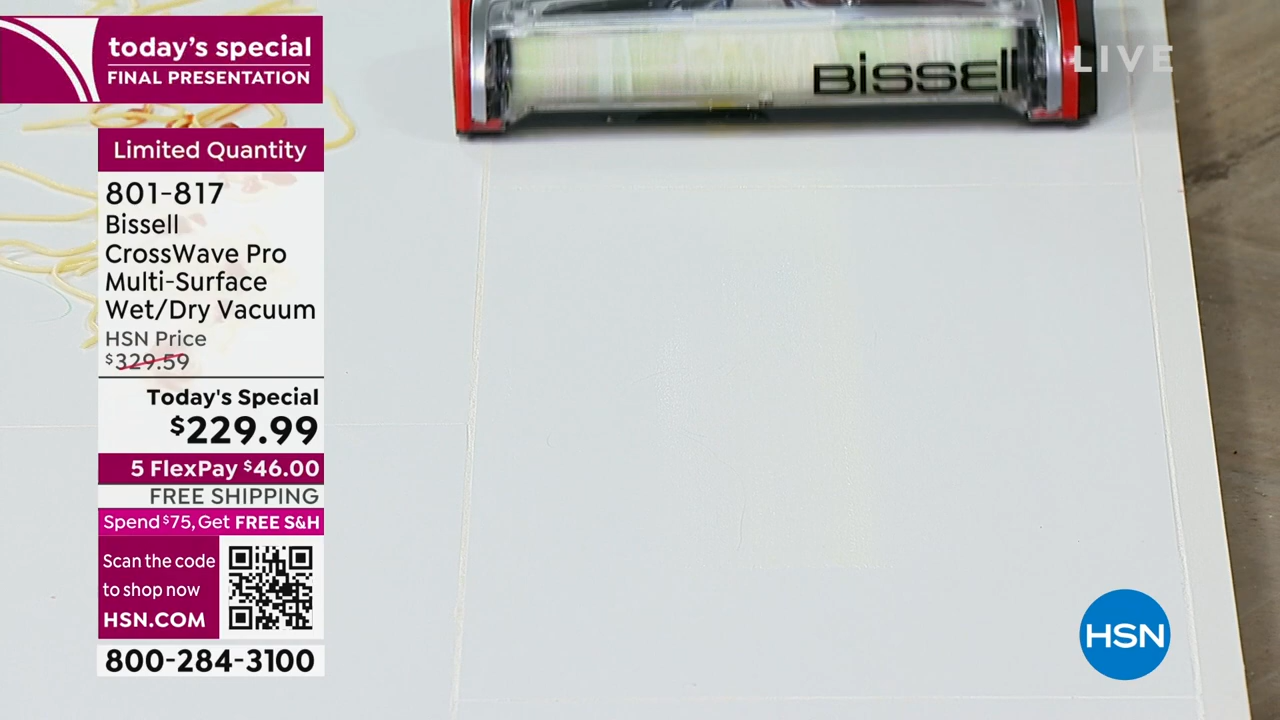 today's special
FINAL PRESENTATION
Limited Quantity
801-817
Bissell
CrossWave Pro
Multi-Surface
Wet/Dry Vacuum
HSN Price
$329.59
Today's Special
$229.99
5 FlexPay $46.00
FREE SHIPPING
Spend $75, Get FREE S&H
Scan the code
to shop now
HSN.COM
800-284-3100
BISSELL
LIVE
HSN